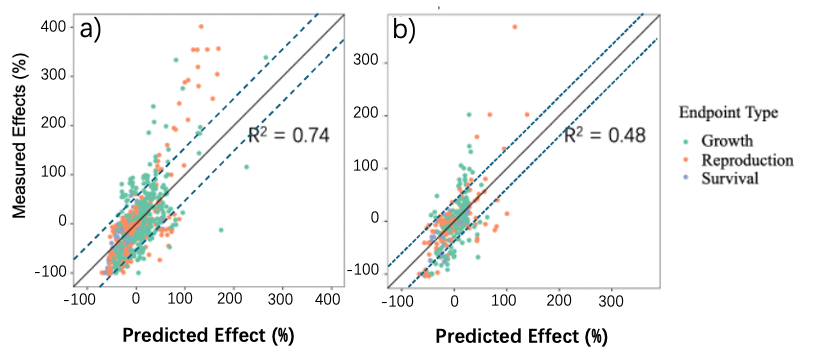 a)
Measured Effects (%)
400
300
200
100
0
-100
R² = 0.74
-100 0 100 200 300 400
Predicted Effect (%)
b)
300
200
100
0
-100
R² = 0.48
-100 0 100 200 300
Predicted Effect (%)
Endpoint Type
Growth
Reproduction
Survival